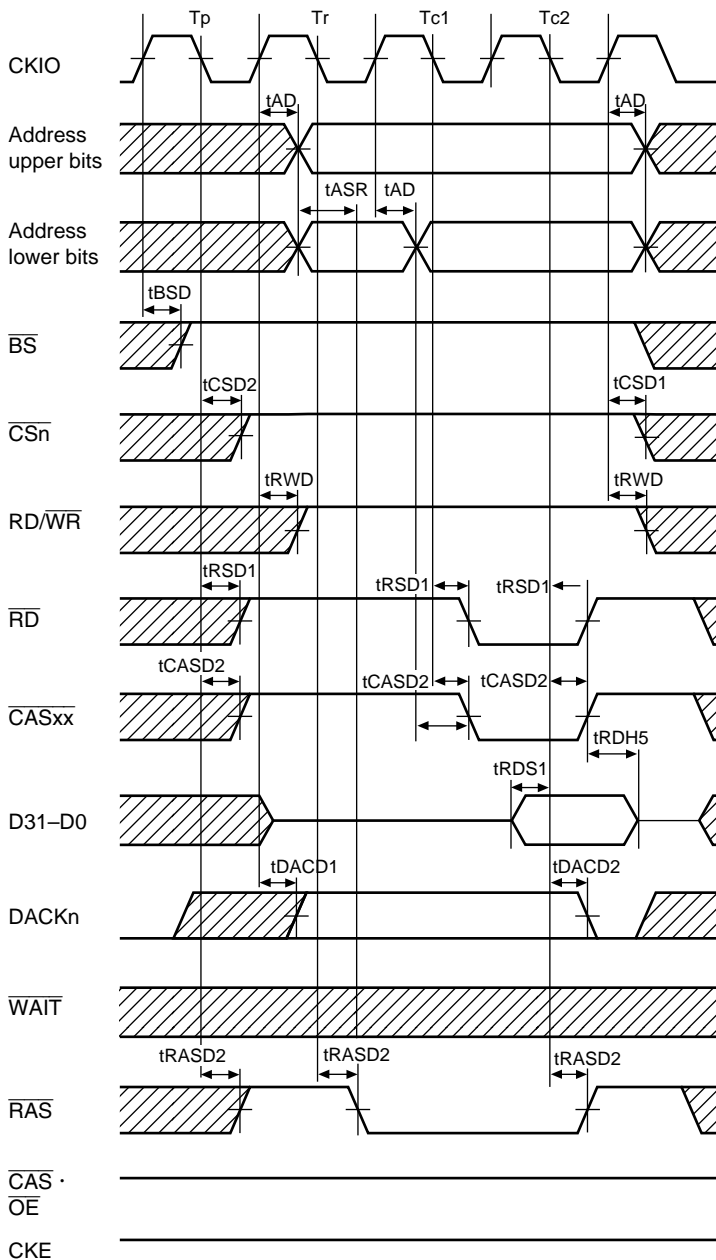 Tp Tr Tc1 Tc2
CKIO
tAD tAD
Address
upper bits
tASR tAD
Address
lower bits
tBSD
BS
tCSD2 tCSD1
CSn
tRWD tRWD
RD/WR
tRSD1 tRSD1 tRSD1
RD
tCASD2 tCASD2 tCASD2
CASxx
tRDH5
tRDS1
D31–D0
tDACD1 tDACD2
DACKn
WAIT
tRASD2 tRASD2 tRASD2
RAS
CAS ·
OE
CKE